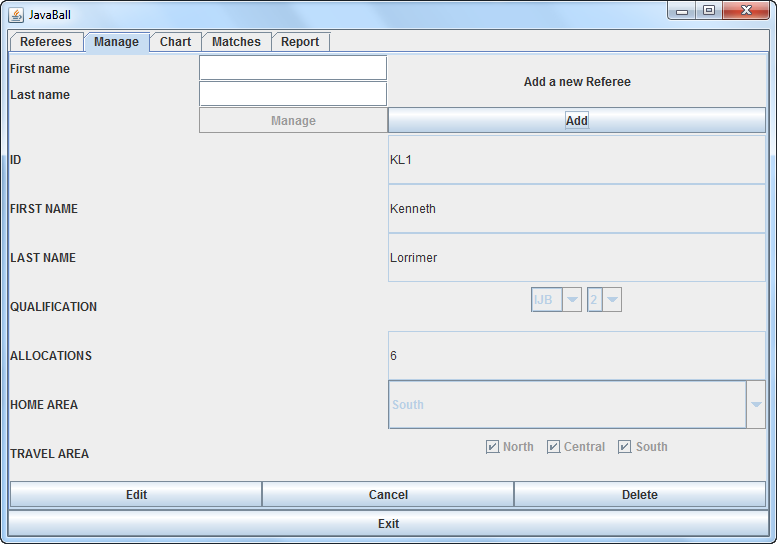 JavaBall
Referees Manage Chart Matches Report
First name
Add a new Referee
Last name
Manage Add
ID KL1
FIRST NAME Kenneth
LAST NAME Lorrimer
QUALIFICATION IJB 2
ALLOCATIONS 6
HOME AREA South
TRAVEL AREA North Central South
Edit Cancel Delete
Exit